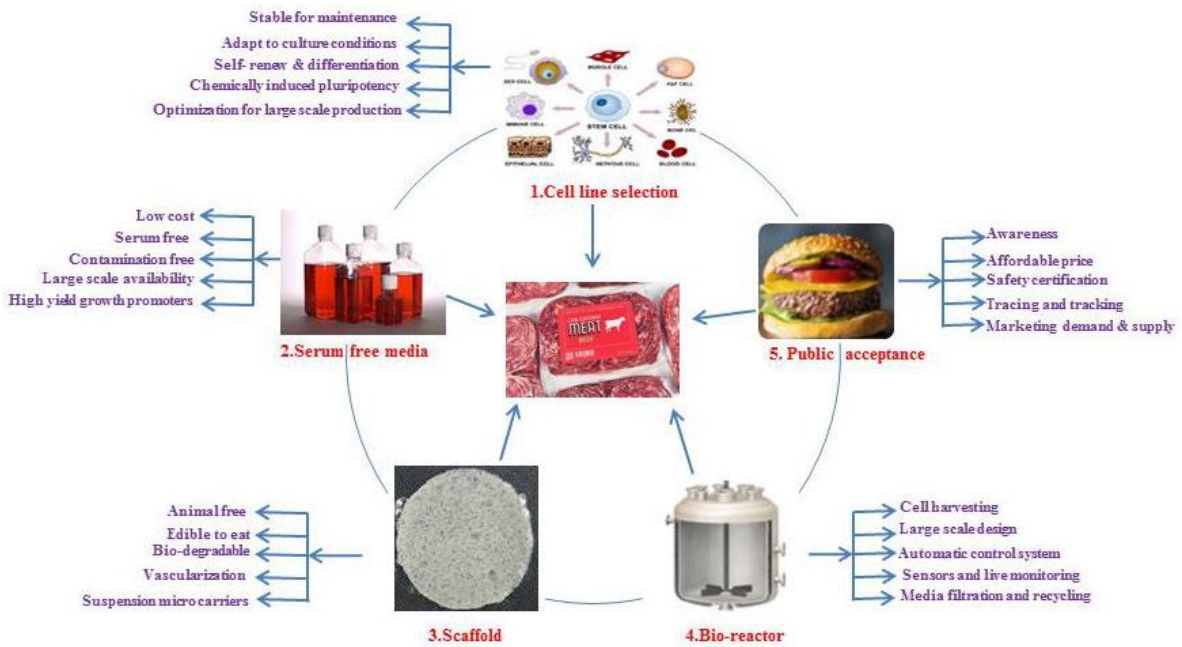 Stable for maintenance
Adapt to culture conditions
Self- renew & differentiation
Chemically induced pluripotency
Optimization for large scale production
SEX CELL
MUSCLE CELL
FAT CELL
IMMUNE CELL
STEM CELL
BONE CELL
EPITHELIAL CELL
NERVOUS CELL
BLOOD CELL
1.Cell line selection
Low cost
Serum free
Contamination free
Large scale availability
High yield growth promoters
2.Serum free media
MEAT
Awareness
Affordable price
Safety certification
Tracing and tracking
Marketing demand & supply
5. Public acceptance
Animal free
Edible to eat
Bio-degradable
Vascularization
Suspension micro carriers
3.Scaffold
Cell harvesting
Large scale design
Automatic control system
Sensors and live monitoring
Media filtration and recycling
4.Bio-reactor